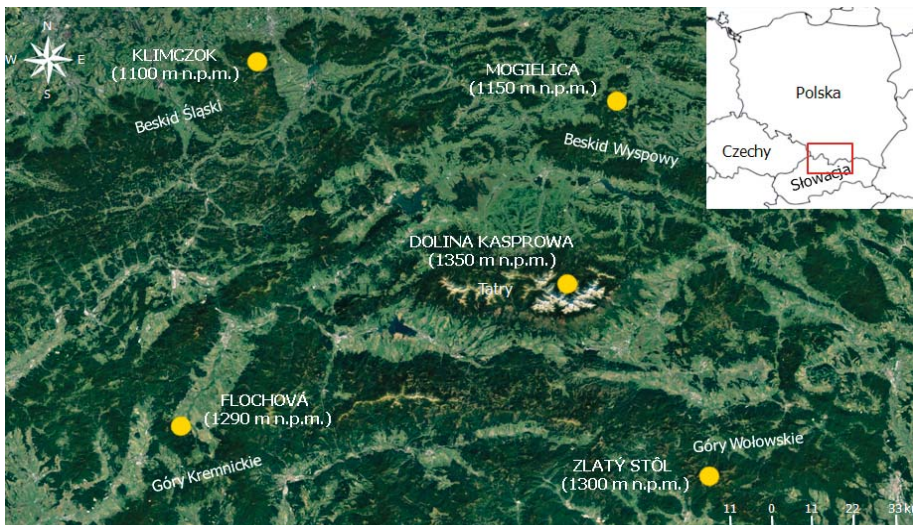 N
W E
S
KLIMCZOK
(1100 m n.p.m.)
Beskid Śląski
MOGIELICA
(1150 m n.p.m.)
Beskid Wyspowy
Polska
Czechy
Słowacja
DOLINA KASPROWA
(1350 m n.p.m.)
Tatry
FLOCHOVÁ
(1290 m n.p.m.)
Góry Kremnickie
Góry Wołowskie
ZLATÝ STÔL
(1300 m n.p.m.)
11 0 11 22 33 k